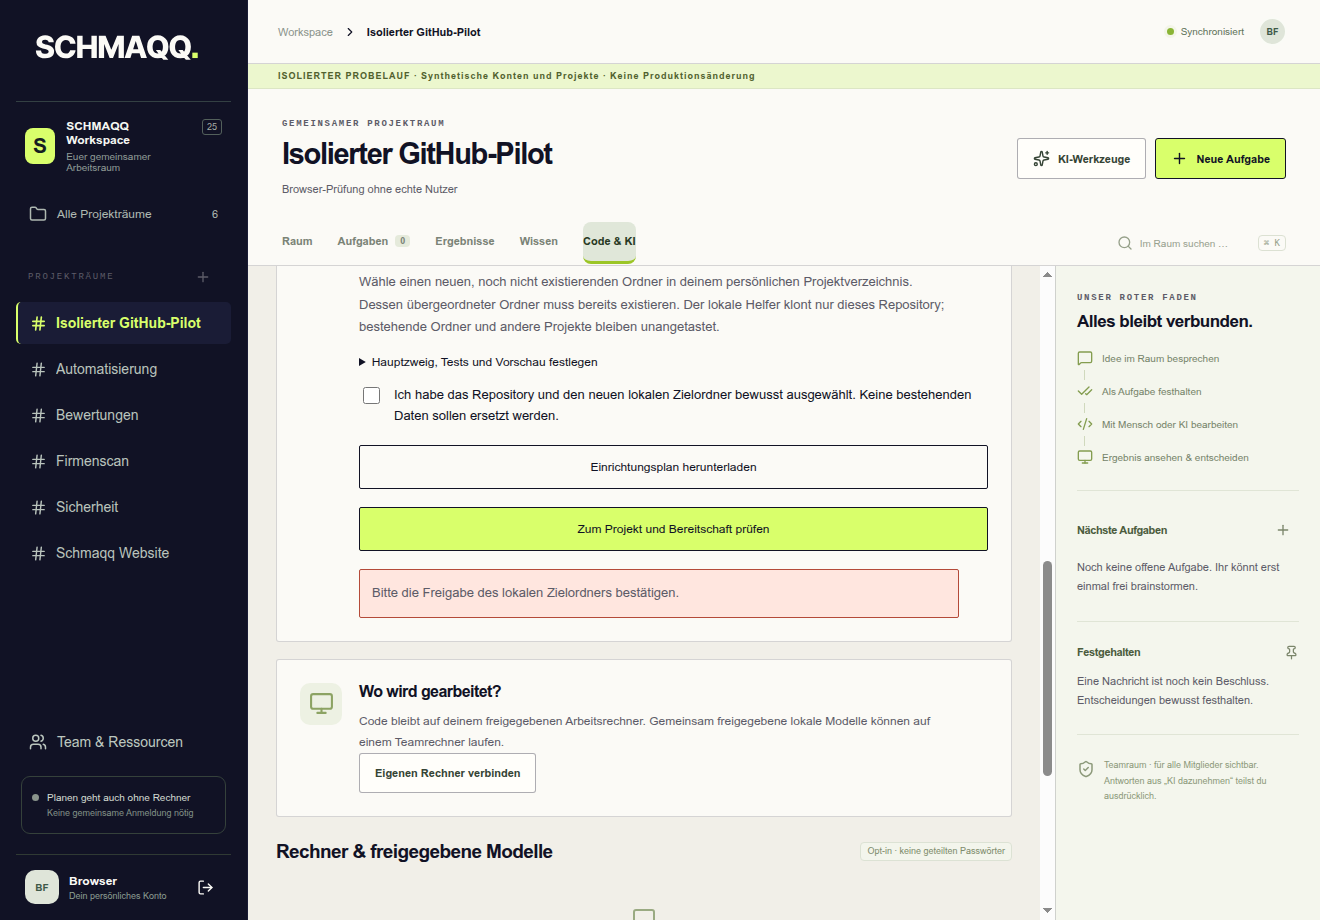 SCHMAQQ.
S
SCHMAQQ
Workspace
25
Euer gemeinsamer
Arbeitsraum
Alle Projekträume 6
PROJEKTRÄUME
Isolierter GitHub-Pilot
Automatisierung
Bewertungen
Firmenscan
Sicherheit
Schmaqq Website
Team & Ressourcen
Planen geht auch ohne Rechner
Keine gemeinsame Anmeldung nötig
BF
Browser
Dein persönliches Konto
Workspace Isolierter GitHub-Pilot
Synchronisiert BF
ISOLIERTER PROBELAUF · Synthetische Konten und Projekte · Keine Produktionsänderung
GEMEINSAMER PROJEKTRAUM
Isolierter GitHub-Pilot
Browser-Prüfung ohne echte Nutzer
KI-Werkzeuge
Neue Aufgabe
Raum Aufgaben 0 Ergebnisse Wissen Code & KI
Im Raum suchen … ⌘ K
Wähle einen neuen, noch nicht existierenden Ordner in deinem persönlichen Projektverzeichnis.
Dessen übergeordneter Ordner muss bereits existieren. Der lokale Helfer klont nur dieses Repository;
bestehende Ordner und andere Projekte bleiben unangetastet.
Hauptzweig, Tests und Vorschau festlegen
Ich habe das Repository und den neuen lokalen Zielordner bewusst ausgewählt. Keine bestehenden
Daten sollen ersetzt werden.
Einrichtungsplan herunterladen
Zum Projekt und Bereitschaft prüfen
Bitte die Freigabe des lokalen Zielordners bestätigen.
Wo wird gearbeitet?
Code bleibt auf deinem freigegebenen Arbeitsrechner. Gemeinsam freigegebene lokale Modelle können auf
einem Teamrechner laufen.
Eigenen Rechner verbinden
Rechner & freigegebene Modelle
Opt-in · keine geteilten Passwörter
UNSER ROTER FADEN
Alles bleibt verbunden.
Idee im Raum besprechen
Als Aufgabe festhalten
Mit Mensch oder KI bearbeiten
Ergebnis ansehen & entscheiden
Nächste Aufgaben
Noch keine offene Aufgabe. Ihr könnt erst
einmal frei brainstormen.
Festgehalten
Eine Nachricht ist noch kein Beschluss.
Entscheidungen bewusst festhalten.
Teamraum · für alle Mitglieder sichtbar.
Antworten aus „KI dazunehmen“ teilst du
ausdrücklich.